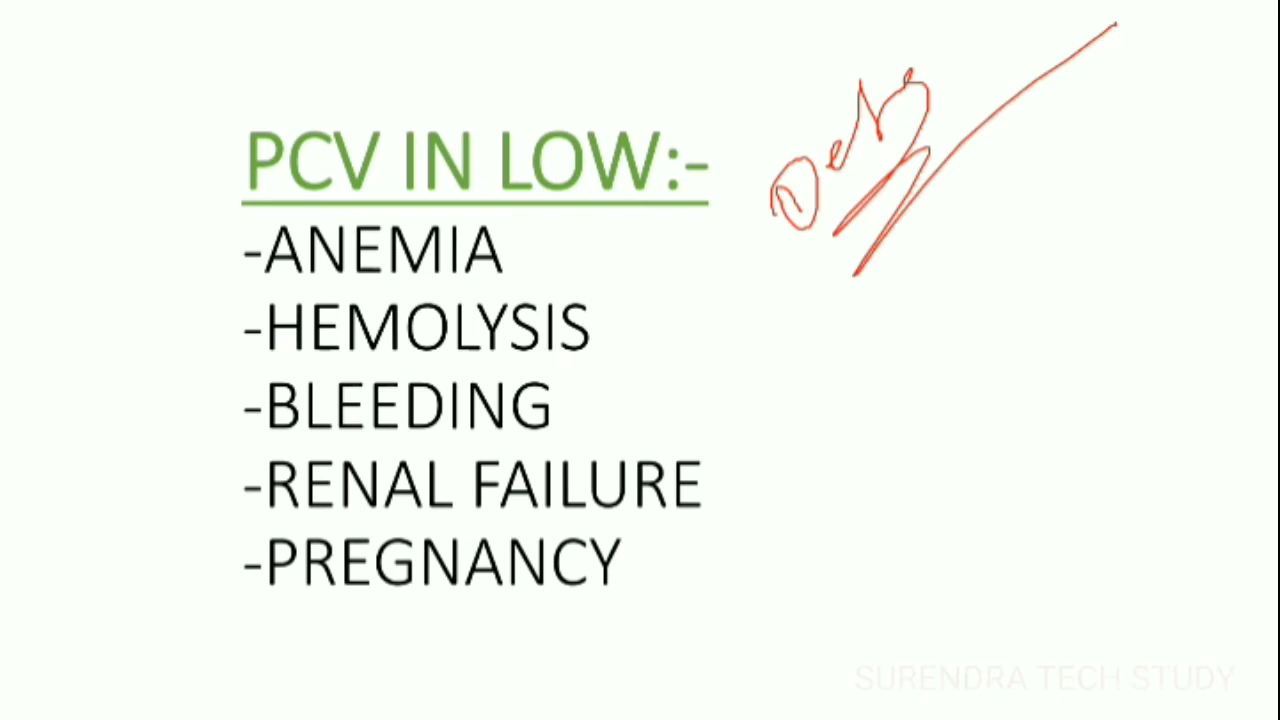 PCV IN LOW:-
-ANEMIA
-HEMOLYSIS
-BLEEDING
-RENAL FAILURE
-PREGNANCY
SURENDRA TECH STUDY